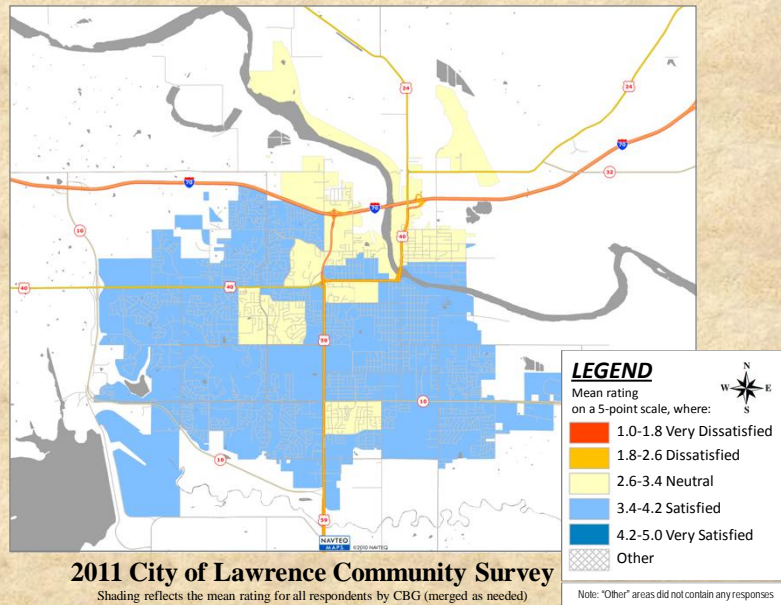 24
24
70
32
70
70
10
40
40
40
59
10
10
59
NAVTEQ
MAPS ©2010 NAVTEQ
LEGEND
N
W E
S
Mean rating
on a 5-point scale, where:
1.0-1.8 Very Dissatisfied
1.8-2.6 Dissatisfied
2.6-3.4 Neutral
3.4-4.2 Satisfied
4.2-5.0 Very Satisfied
Other
2011 City of Lawrence Community Survey
Shading reflects the mean rating for all respondents by CBG (merged as needed)
Note: "Other" areas did not contain any responses